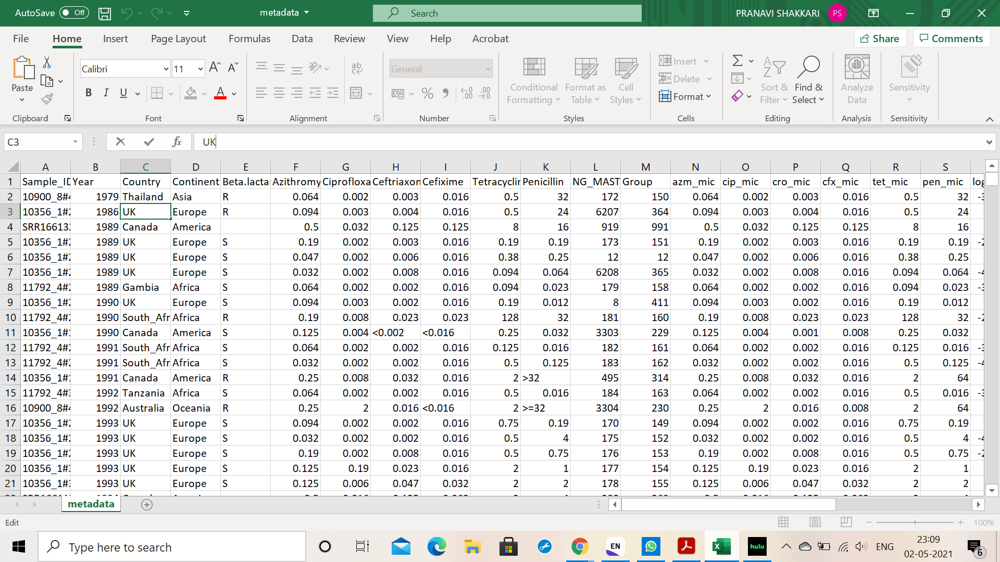 AutoSave Off metadata Search PRANAVI SHAKKARI PS
File Home Insert Page Layout Formulas Data Review View Help Acrobat Share Comments
Calibri 11 General Insert
Delete
Format
Paste Conditional Formatting Format as Table Cell Styles Sort & Filter Find & Select Analyze Data Sensitivity
Clipboard Font Alignment Number Styles Cells Editing Analysis Sensitivity
C3 fx UK
A B C D E F G H I J K L M N O P Q R S
1 Sample_ID Year Country Continent Beta.lacta Azithromy Ciprofloxa Ceftriaxon Cefixime Tetracyclin Penicillin NG_MAST Group azm_mic cip_mic cro_mic cfx_mic tet_mic pen_mic log
2 10900_8#4 1979 Thailand Asia R 0.064 0.002 0.003 0.016 0.5 32 172 150 0.064 0.002 0.003 0.016 0.5 32 -3
3 10356_1#2 1986 UK Europe R 0.094 0.003 0.004 0.016 0.5 24 6207 364 0.094 0.003 0.004 0.016 0.5 24
4 SRR166132 1989 Canada America 0.5 0.032 0.125 0.125 8 16 919 991 0.5 0.032 0.125 0.125 8 16
5 10356_1#2 1989 UK Europe S 0.19 0.002 0.003 0.016 0.19 0.19 173 151 0.19 0.002 0.003 0.016 0.19 0.19 -2
6 10356_1#2 1989 UK Europe S 0.047 0.002 0.006 0.016 0.38 0.25 12 12 0.047 0.002 0.006 0.016 0.38 0.25
7 10356_1#2 1989 UK Europe S 0.032 0.002 0.008 0.016 0.094 0.064 6208 365 0.032 0.002 0.008 0.016 0.094 0.064 -4
8 11792_4#2 1989 Gambia Africa S 0.064 0.002 0.002 0.016 0.094 0.023 179 158 0.064 0.002 0.002 0.016 0.094 0.023 -3
9 10356_1#2 1990 UK Europe S 0.094 0.003 0.002 0.016 0.19 0.012 8 411 0.094 0.003 0.002 0.016 0.19 0.012
10 11792_4#2 1990 South_Afr Africa R 0.19 0.008 0.023 0.023 128 32 181 160 0.19 0.008 0.023 0.023 128 32 -2
11 10356_1#1 1990 Canada America S 0.125 0.004 <0.002 <0.016 0.25 0.032 3303 229 0.125 0.004 0.001 0.008 0.25 0.032
12 11792_4#2 1991 South_Afr Africa S 0.064 0.002 0.002 0.016 0.125 0.016 182 161 0.064 0.002 0.002 0.016 0.125 0.016 -3
13 11792_4#2 1991 South_Afr Africa S 0.032 0.002 0.002 0.016 0.5 0.125 183 162 0.032 0.002 0.002 0.016 0.5 0.125 -4
14 10356_1#1 1991 Canada America R 0.25 0.008 0.032 0.016 2 >32 495 314 0.25 0.008 0.032 0.016 2 64
15 11792_4#3 1992 Tanzania Africa S 0.064 0.002 0.002 0.016 0.5 0.016 184 163 0.064 0.002 0.002 0.016 0.5 0.016 -3
16 10900_8#4 1992 Australia Oceania R 0.25 2 0.016 <0.016 2 >=32 3304 230 0.25 2 0.016 0.008 2 64
17 10356_1#2 1993 UK Europe S 0.094 0.002 0.002 0.016 0.75 0.19 170 149 0.094 0.002 0.002 0.016 0.75 0.19
18 10356_1#2 1993 UK Europe S 0.032 0.002 0.002 0.016 0.5 4 175 152 0.032 0.002 0.002 0.016 0.5 4 -4
19 10356_1#2 1993 UK Europe S 0.19 0.002 0.008 0.016 0.5 0.75 176 153 0.19 0.002 0.008 0.016 0.5 0.75 -2
20 10356_1#3 1993 UK Europe S 0.125 0.19 0.023 0.016 2 1 177 154 0.125 0.19 0.023 0.016 2 1
21 10356_1#3 1993 UK Europe S 0.125 0.006 0.047 0.032 2 2 178 155 0.125 0.006 0.047 0.032 2 2
metadata
Edit 100%
Type here to search EN hulu ENG 23:09
02-05-2021 6